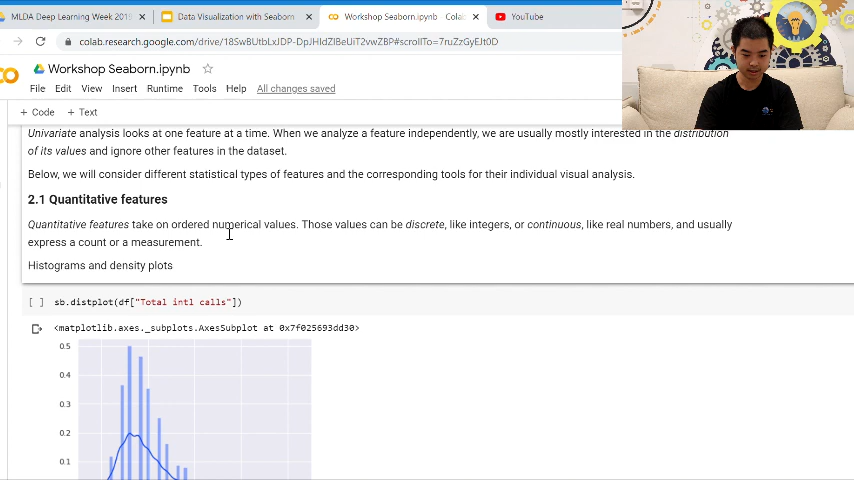 MLDA Deep Learning Week 2019
Data Visualization with Seaborn
Workshop Seaborn.ipynb - Colab
YouTube
colab.research.google.com/drive/18SwBUtbLxJDP-DpJHIdZIBeUiT2vwZBP#scrollTo=7ruZzGyEJt0D
Workshop Seaborn.ipynb
File Edit View Insert Runtime Tools Help All changes saved
+ Code + Text
Univariate analysis looks at one feature at a time. When we analyze a feature independently, we are usually mostly interested in the distribution
of its values and ignore other features in the dataset.
Below, we will consider different statistical types of features and the corresponding tools for their individual visual analysis.
2.1 Quantitative features
Quantitative features take on ordered numerical values. Those values can be discrete, like integers, or continuous, like real numbers, and usually
express a count or a measurement.
Histograms and density plots
[ ] sb.distplot(df["Total intl calls"])
<matplotlib.axes._subplots.AxesSubplot at 0x7f025693dd30>
0.5
0.4
0.3
0.2
0.1